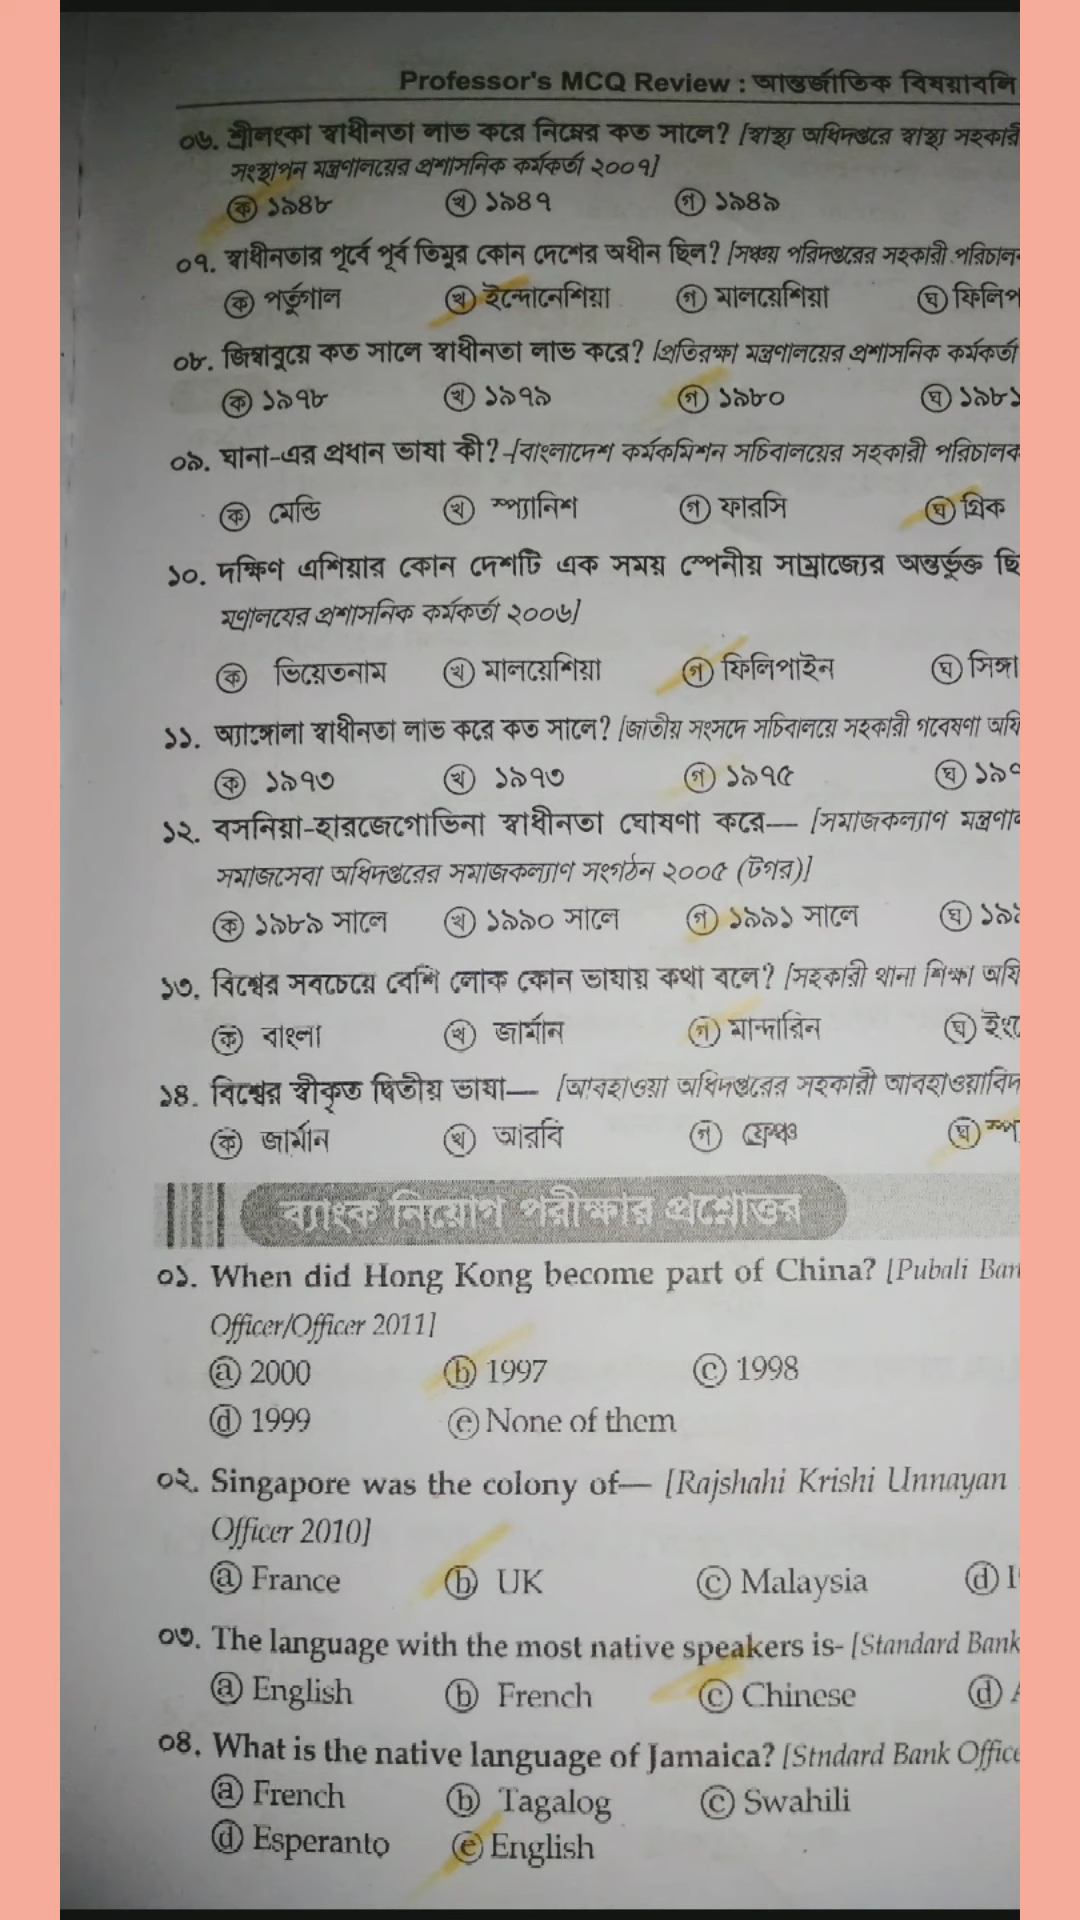 Professor's MCQ Review : আন্তর্জাতিক বিষয়াবলি
০৬. শ্রীলংকা স্বাধীনতা লাভ করে নিম্নের কত সালে? [স্বাস্থ্য অধিদপ্তরে স্বাস্থ্য সহকারী
সংস্থাপন মন্ত্রণালয়ের প্রশাসনিক কর্মকর্তা ২০০৭]
ক ১৯৪৮ খ ১৯৪৭ গ ১৯৪৯
০৭. স্বাধীনতার পূর্বে পূর্ব তিমুর কোন দেশের অধীন ছিল? [সঞ্চয় পরিদপ্তরের সহকারী পরিচাল
ক পর্তুগাল খ ইন্দোনেশিয়া গ মালয়েশিয়া ঘ ফিলিপ
০৮. জিম্বাবুয়ে কত সালে স্বাধীনতা লাভ করে? [প্রতিরক্ষা মন্ত্রণালয়ের প্রশাসনিক কর্মকর্তা
ক ১৯৭৮ খ ১৯৭৯ গ ১৯৮০ ঘ ১৯৮১
০৯. ঘানা-এর প্রধান ভাষা কী? [বাংলাদেশ কর্মকমিশন সচিবালয়ের সহকারী পরিচালক
ক মেন্ডি খ স্প্যানিশ গ ফারসি ঘ গ্রিক
১০. দক্ষিণ এশিয়ার কোন দেশটি এক সময় স্পেনীয় সাম্রাজ্যের অন্তর্ভুক্ত ছি
মণ্রালয়ের প্রশাসনিক কর্মকর্তা ২০০৬]
ক ভিয়েতনাম খ মালয়েশিয়া গ ফিলিপাইন ঘ সিঙ্গা
১১. অ্যাঙ্গোলা স্বাধীনতা লাভ করে কত সালে? [জাতীয় সংসদে সচিবালয়ে সহকারী গবেষণা অফি
ক ১৯৭৩ খ ১৯৭৩ গ ১৯৭৫ ঘ ১৯৭
১২. বসনিয়া-হারজেগোভিনা স্বাধীনতা ঘোষণা করে— [সমাজকল্যাণ মন্ত্রণাল
সমাজসেবা অধিদপ্তরের সমাজকল্যাণ সংগঠন ২০০৫ (টগর)]
ক ১৯৮৯ সালে খ ১৯৯০ সালে গ ১৯৯১ সালে ঘ ১৯৯
১৩. বিশ্বের সবচেয়ে বেশি লোক কোন ভাষায় কথা বলে? [সহকারী থানা শিক্ষা অফি
ক বাংলা খ জার্মান গ মান্দারিন ঘ ইংে
১৪. বিশ্বের স্বীকৃত দ্বিতীয় ভাষা— [আবহাওয়া অধিদপ্তরের সহকারী আবহাওয়াবিদ
ক জার্মান খ আরবি গ ফ্রেঞ্চ ঘ স্প
ব্যাংক নিয়োগ পরীক্ষার প্রশ্নোত্তর
০১. When did Hong Kong become part of China? [Pubali Ban
Officer/Officer 2011]
a 2000 b 1997 c 1998
d 1999 e None of them
০২. Singapore was the colony of— [Rajshahi Krishi Unnayan
Officer 2010]
a France b UK c Malaysia d I
০৩. The language with the most native speakers is- [Standard Bank
a English b French c Chinese d A
০৪. What is the native language of Jamaica? [Stndard Bank Office
a French b Tagalog c Swahili
d Esperanto e English